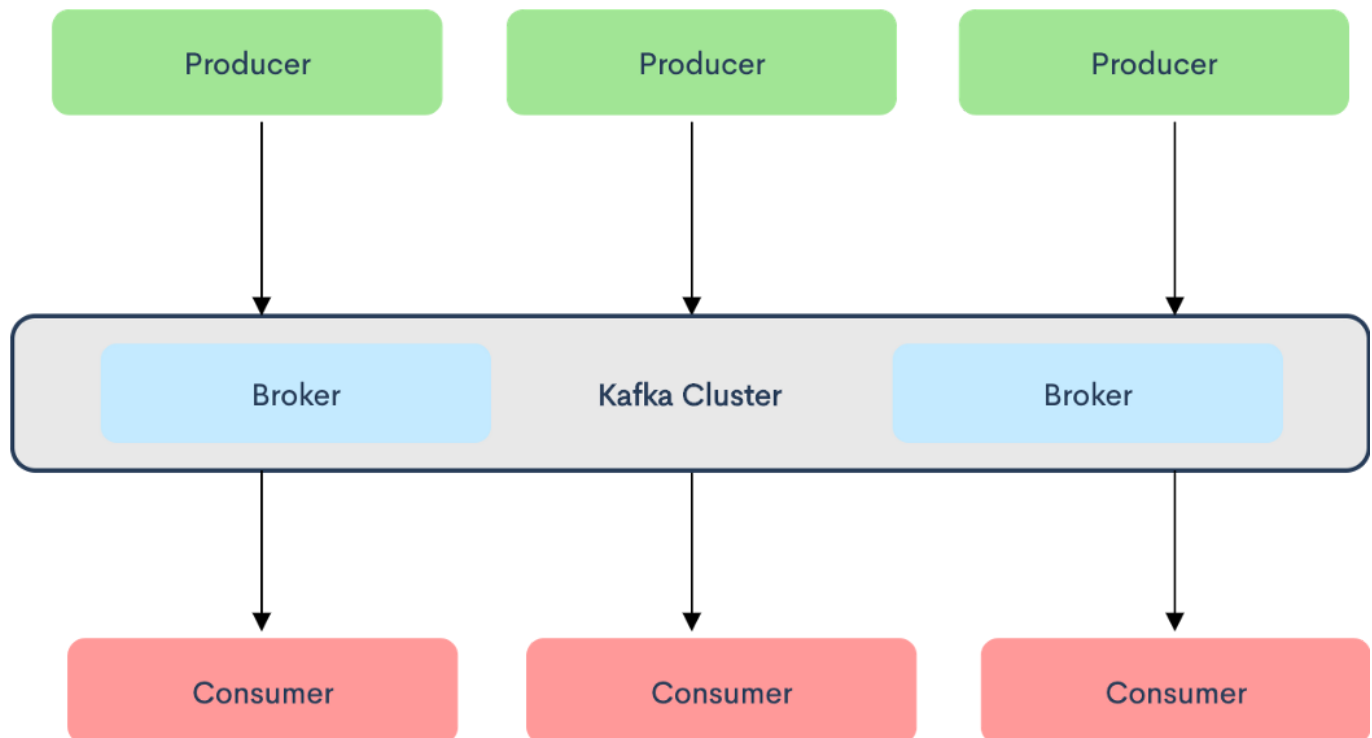 Producer
Producer
Producer
Broker
Kafka Cluster
Broker
Consumer
Consumer
Consumer